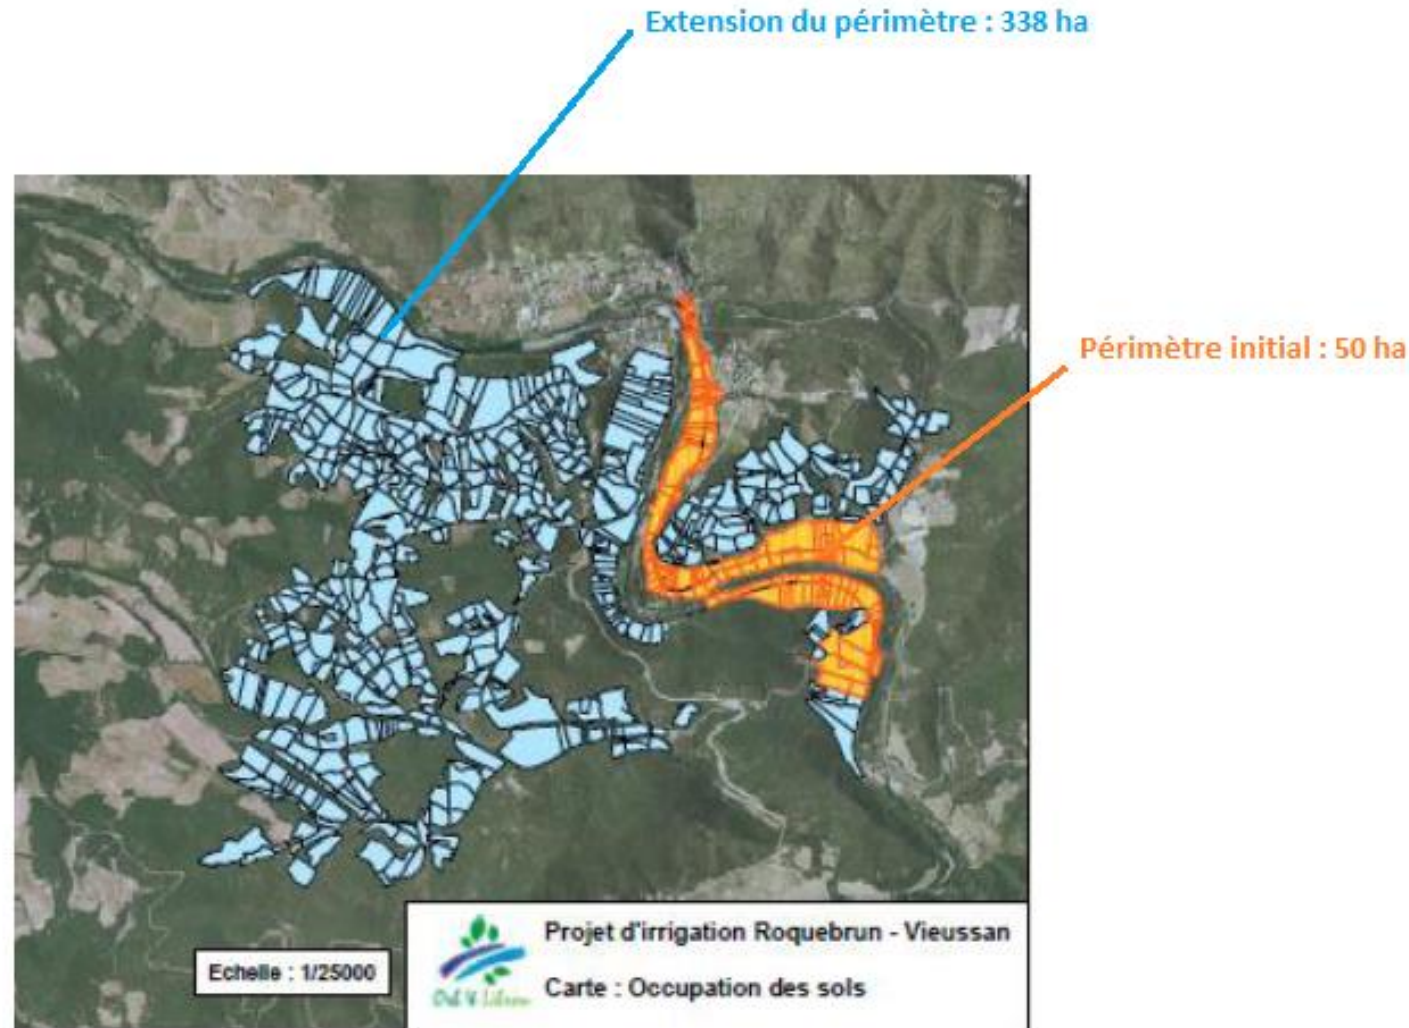 Extension du périmètre : 338 ha
Périmètre initial : 50 ha
Projet d'irrigation Roquebrun - Vieussan
Echelle : 1/25000
Carte : Occupation des sols